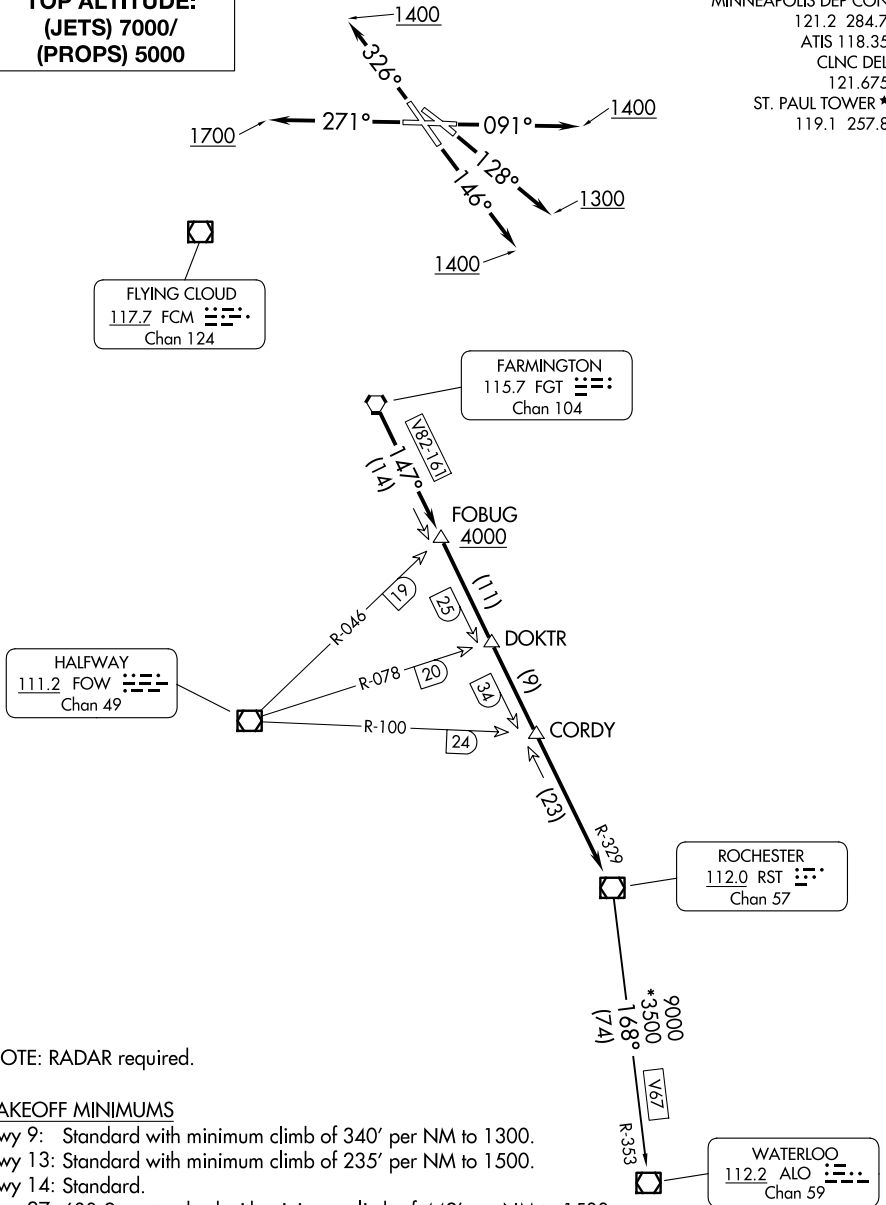 TOP ALTITUDE:
(JETS) 7000/
(PROPS) 5000
MINNEAPOLIS DEP CON
121.2 284.7
ATIS 118.35
CLNC DEL
121.675
ST. PAUL TOWER ★
119.1 257.8
1400
326°
1700
271°
091°
1400
128°
1300
146°
1400
FLYING CLOUD
117.7 FCM
Chan 124
FARMINGTON
115.7 FGT
Chan 104
V82-161
147°
(14)
FOBUG
4000
(11)
R-046
19
25
DOKTR
R-078
20
(9)
34
HALFWAY
111.2 FOW
Chan 49
R-100
24
CORDY
(23)
R-329
ROCHESTER
112.0 RST
Chan 57
9000
*3500
168°
(74)
V67
R-353
WATERLOO
112.2 ALO
Chan 59
OTE: RADAR required.
AKEOFF MINIMUMS
wy 9: Standard with minimum climb of 340' per NM to 1300.
wy 13: Standard with minimum climb of 235' per NM to 1500.
wy 14: Standard.